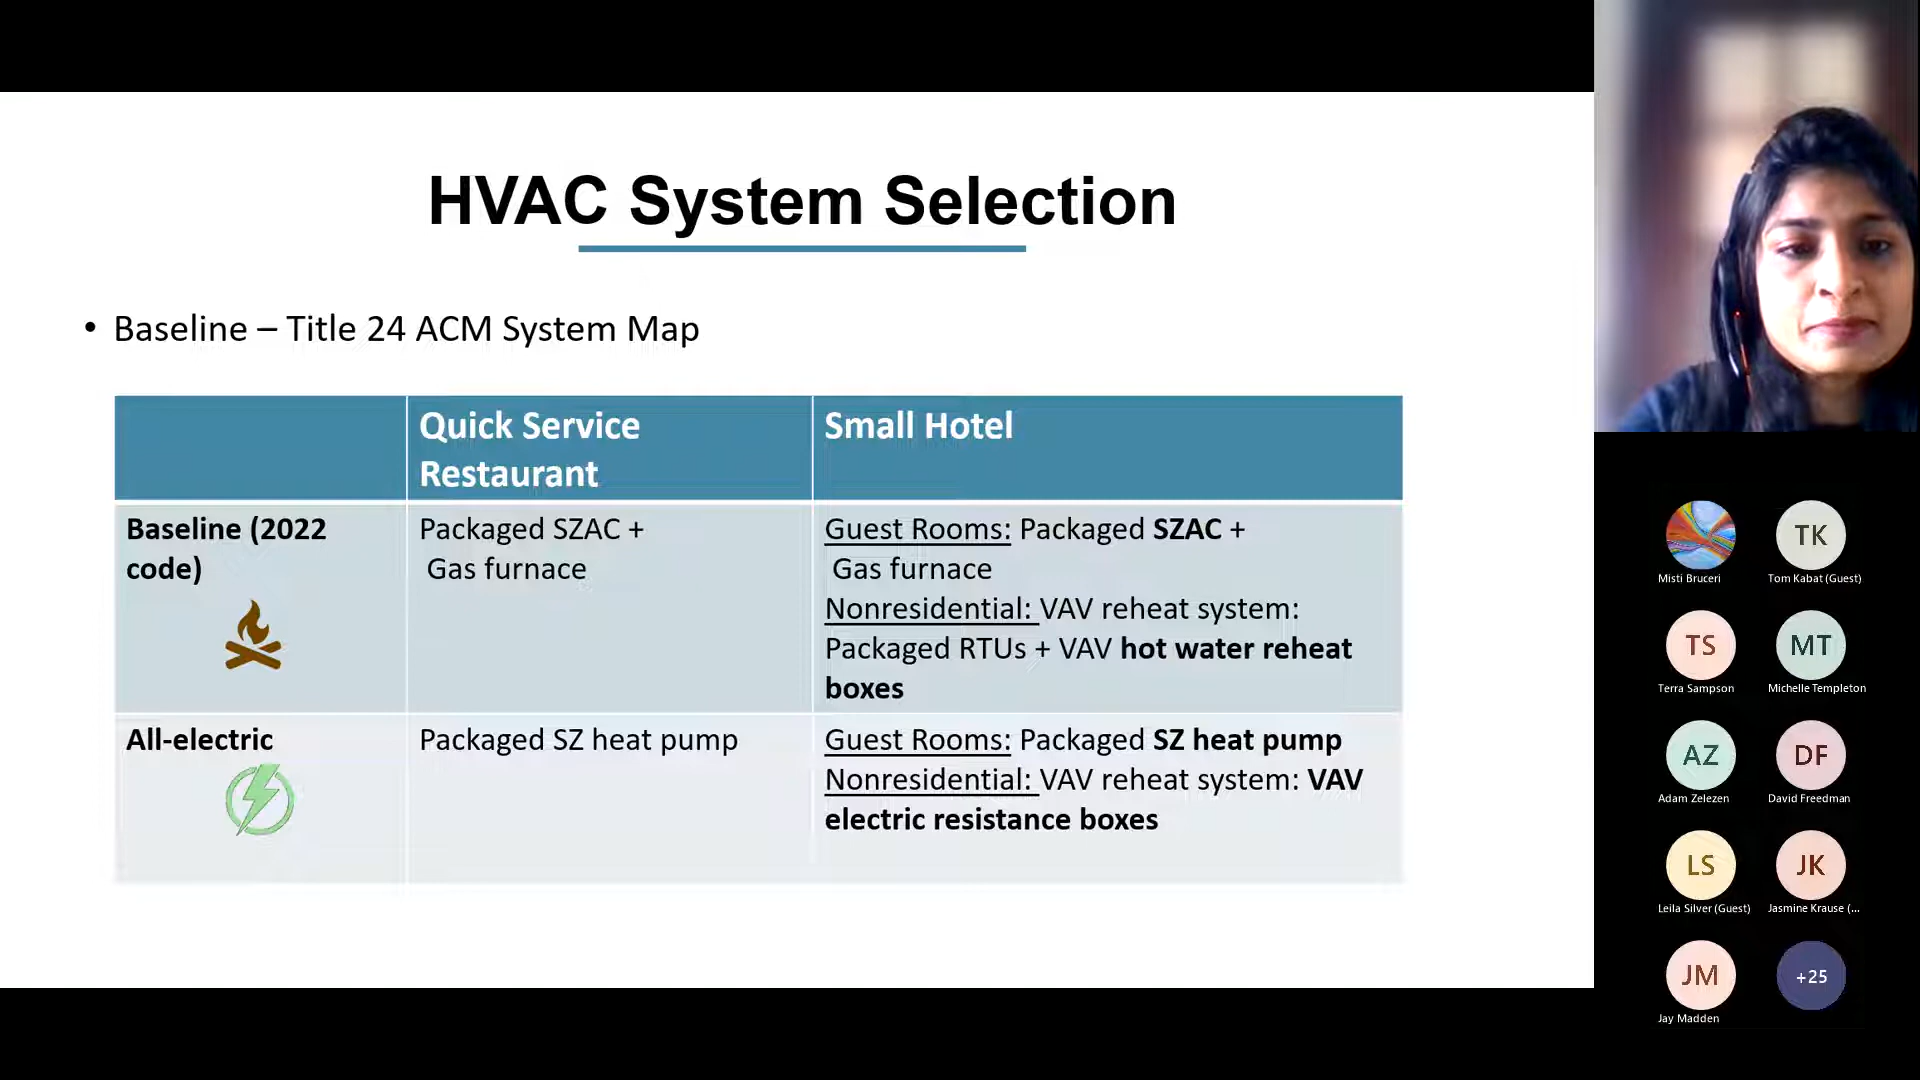 HVAC System Selection
• Baseline – Title 24 ACM System Map
Quick Service
Restaurant
Small Hotel
Baseline (2022
code)
Packaged SZAC +
Gas furnace
Guest Rooms: Packaged SZAC +
Gas furnace
Nonresidential: VAV reheat system:
Packaged RTUs + VAV hot water reheat
boxes
All-electric
Packaged SZ heat pump
Guest Rooms: Packaged SZ heat pump
Nonresidential: VAV reheat system: VAV
electric resistance boxes
Misti Bruceri
TK
Tom Kabat (Guest)
TS
Terra Sampson
MT
Michelle Templeton
AZ
Adam Zelezen
DF
David Freedman
LS
Leila Silver (Guest)
JK
Jasmine Krause (...
JM
Jay Madden
+25